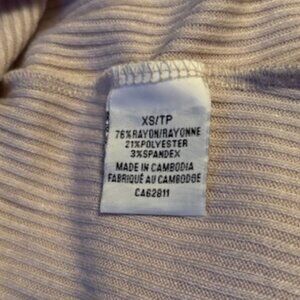 XS/TP
76%RAYON/RAYONNE
21%POLYESTER
3%SPANDEX
MADE IN CAMBODIA
FABRIQUÉ AU CAMBODGE
CA62811